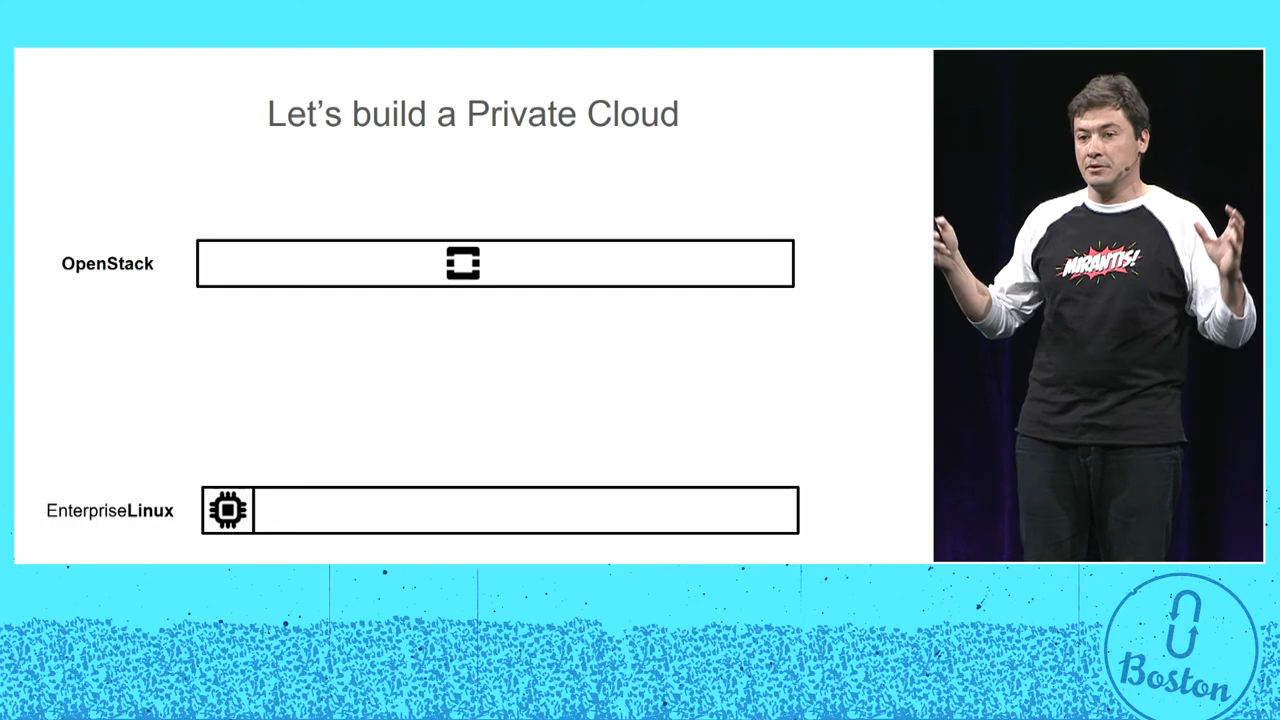 Let's build a Private Cloud
OpenStack
MIRANTIS!
EnterpriseLinux
Boston